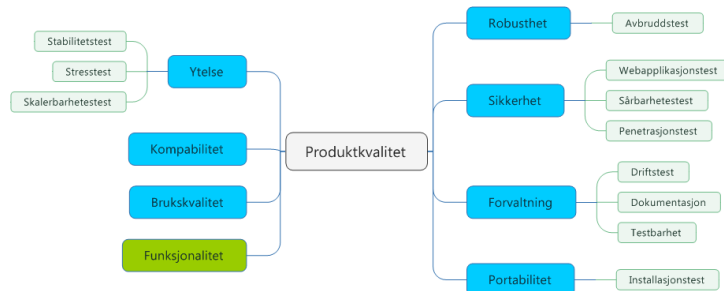 Robusthet
Avbruddstest
Stabilitetstest
Stresstest
Skalerbarhetestest
Ytelse
Webapplikasjonstest
Sikkerhet
Sårbarhetestest
Penetrasjonstest
Kompabilitet
Produktkvalitet
Brukskvalitet
Driftstest
Forvaltning
Dokumentasjon
Testbarhet
Funksjonalitet
Portabilitet
Installasjonstest